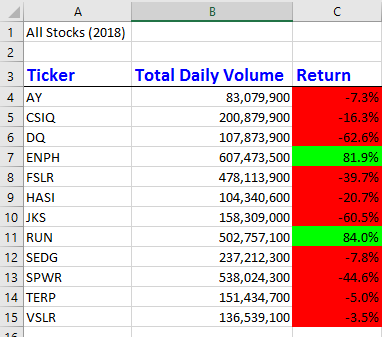 A B C
1 All Stocks (2018)
2
3 Ticker Total Daily Volume Return
4 AY 83,079,900 -7.3%
5 CSIQ 200,879,900 -16.3%
6 DQ 107,873,900 -62.6%
7 ENPH 607,473,500 81.9%
8 FSLR 478,113,900 -39.7%
9 HASI 104,340,600 -20.7%
10 JKS 158,309,000 -60.5%
11 RUN 502,757,100 84.0%
12 SEDG 237,212,300 -7.8%
13 SPWR 538,024,300 -44.6%
14 TERP 151,434,700 -5.0%
15 VSLR 136,539,100 -3.5%